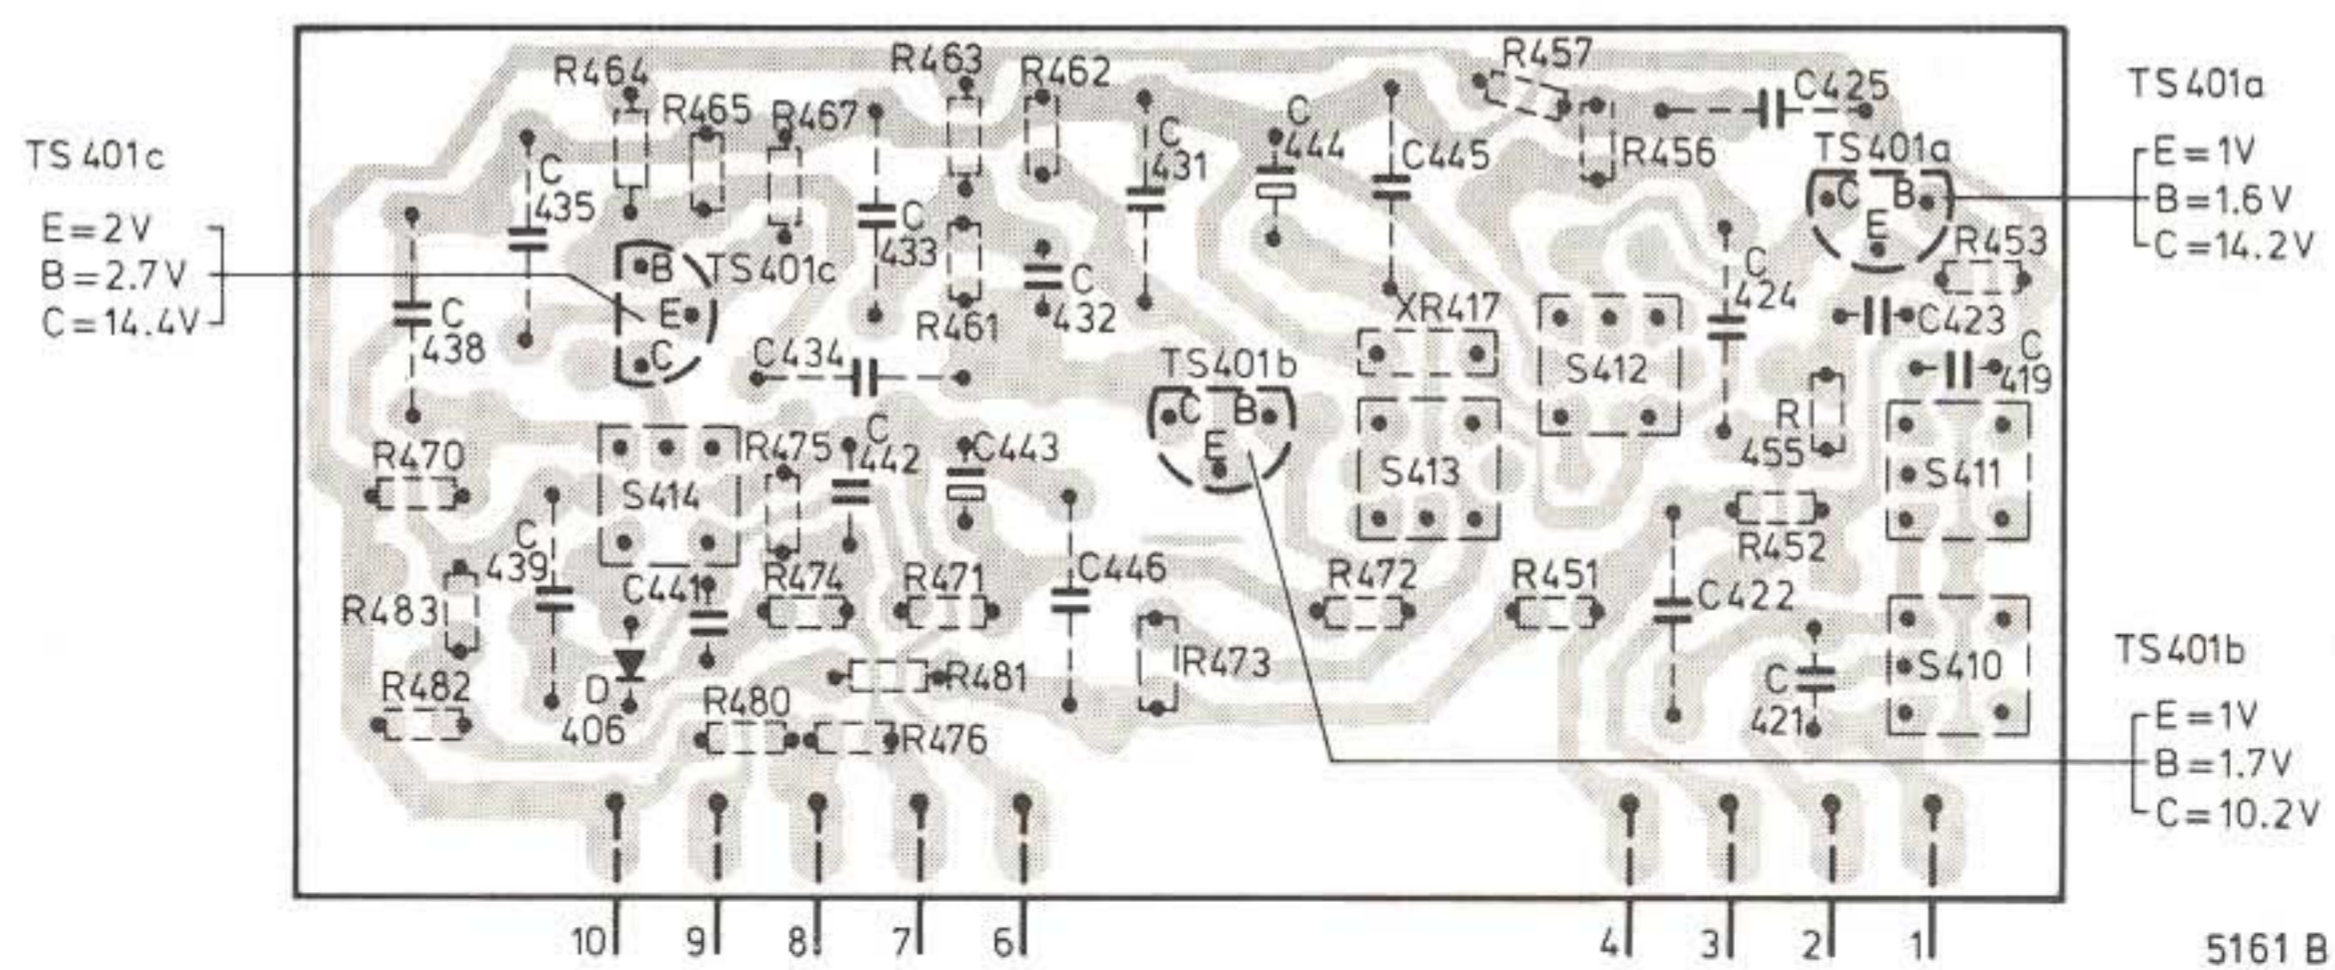 R464
R465
R467
R463
R462
R457
C425
TS401a
E=1V
B=1.6V
C=14.2V
TS401c
E=2V
B=2.7V
C=14.4V
C
435
C
433
C
431
C
444
C445
R456
TS401a
C
B
E
R453
B
E
C
TS401c
C
438
R461
C
432
XR417
S412
C
424
C423
C
419
C434
TS401b
C
B
E
R470
S414
R475
C
442
C443
S413
R
455
S411
R452
C
439
R483
C441
R474
R471
C446
R472
R451
C422
R473
S410
C
421
R482
D
406
R480
R481
R476
TS401b
E=1V
B=1.7V
C=10.2V
10
9
8
7
6
4
3
2
1
5161 B